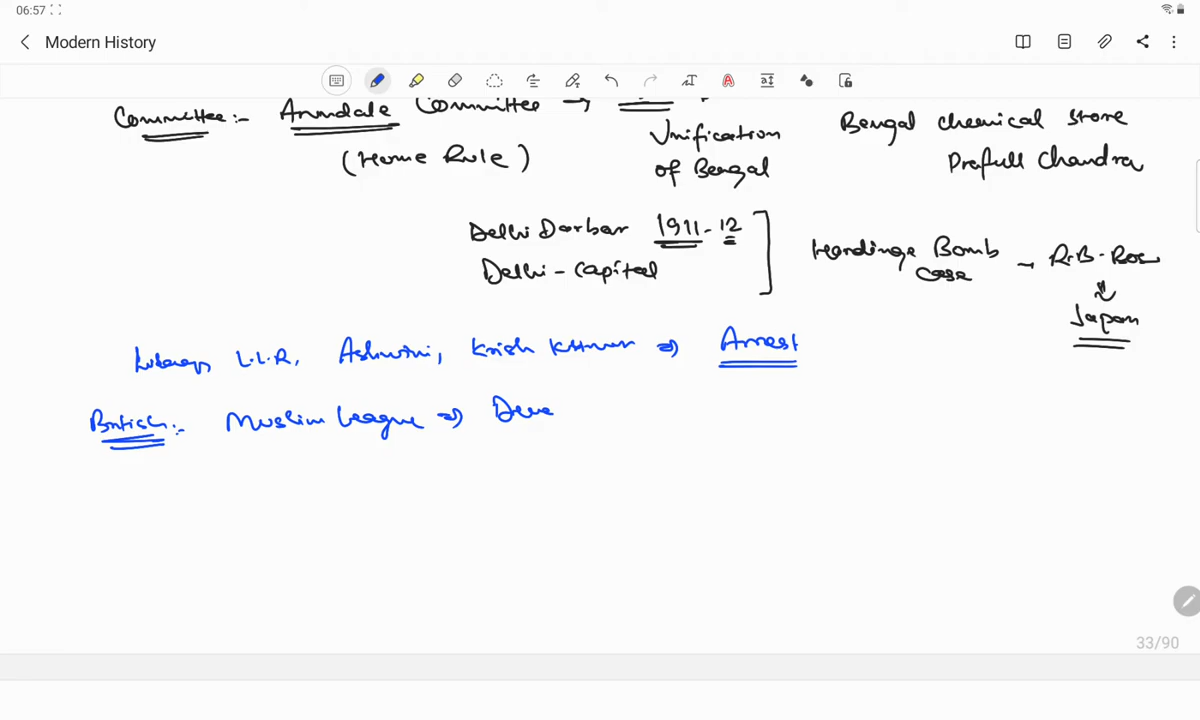 06:57
Modern History
Committee:- Arundale Committee →
(Home Rule)
Unification
of Bengal
Bengal chemical store
Prafull Chandra
Delhi Darbar 1911-12
Delhi - Capital
Hardinge Bomb
Case → R.B. Bose
Japan
L.L.R, Ashwini, Krish Kumar ⇒ Arrest
British:- Muslim League ⇒
33/90